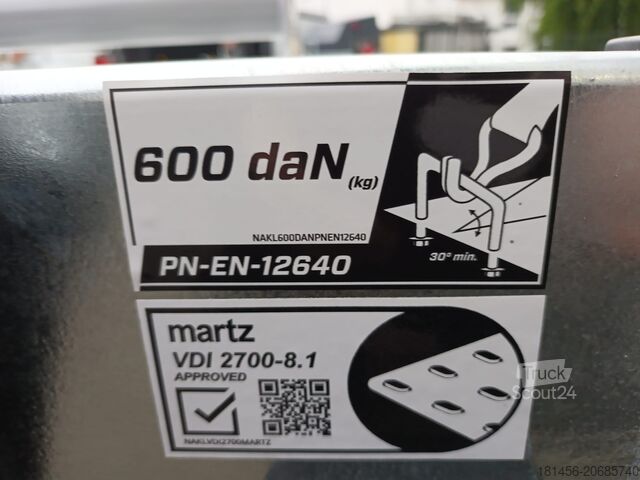 600 daN (kg)
NAKL600DANPNEN12640
30° min.
PN-EN-12640
martz
VDI 2700-8.1
APPROVED
NAKLVDI2700MARTZ
Truck
Scout24
181456-20685740